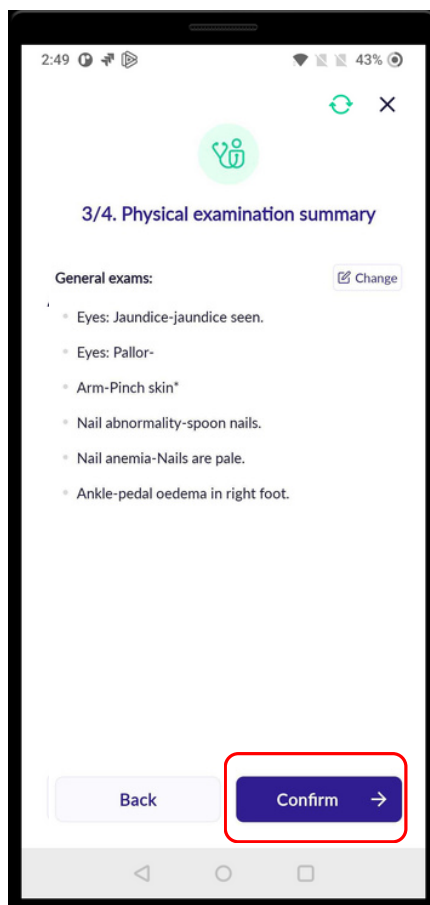 2:49
43%
3/4. Physical examination summary
General exams:
Change
Eyes: Jaundice-jaundice seen.
Eyes: Pallor-
Arm-Pinch skin*
Nail abnormality-spoon nails.
Nail anemia-Nails are pale.
Ankle-pedal oedema in right foot.
Back
Confirm